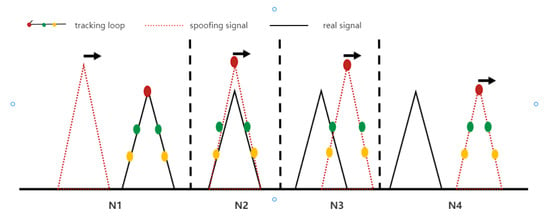 tracking loop spoofing signal real signal
N1 N2 N3 N4